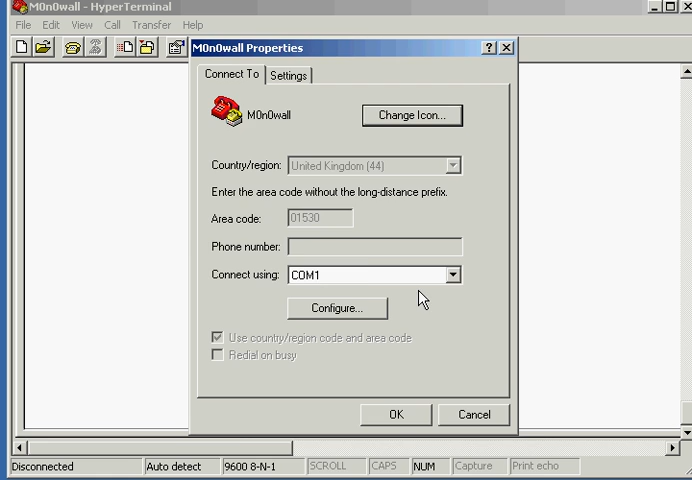 M0n0wall - HyperTerminal
File Edit View Call Transfer Help
M0n0wall Properties
Connect To Settings
M0n0wall Change Icon...
Country/region: United Kingdom (44)
Enter the area code without the long-distance prefix.
Area code: 01530
Phone number:
Connect using: COM1
Configure...
Use country/region code and area code
Redial on busy
OK Cancel
Disconnected Auto detect 9600 8-N-1 SCROLL CAPS NUM Capture Print echo